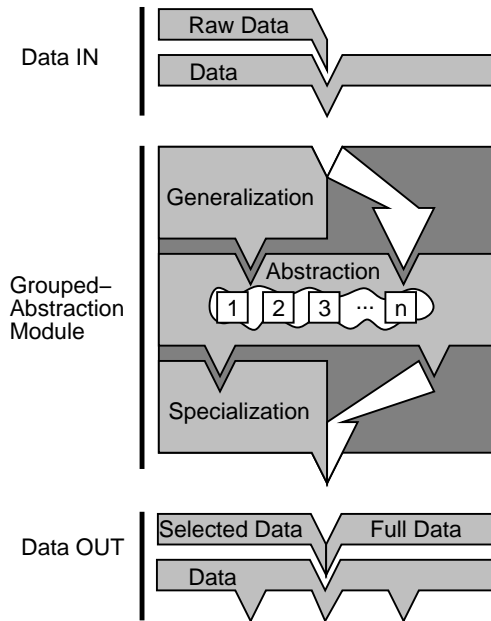 Raw Data
Data IN
Data
Generalization
Abstraction
1 2 3 ... n
Grouped–
Abstraction
Module
Specialization
Selected Data Full Data
Data OUT
Data